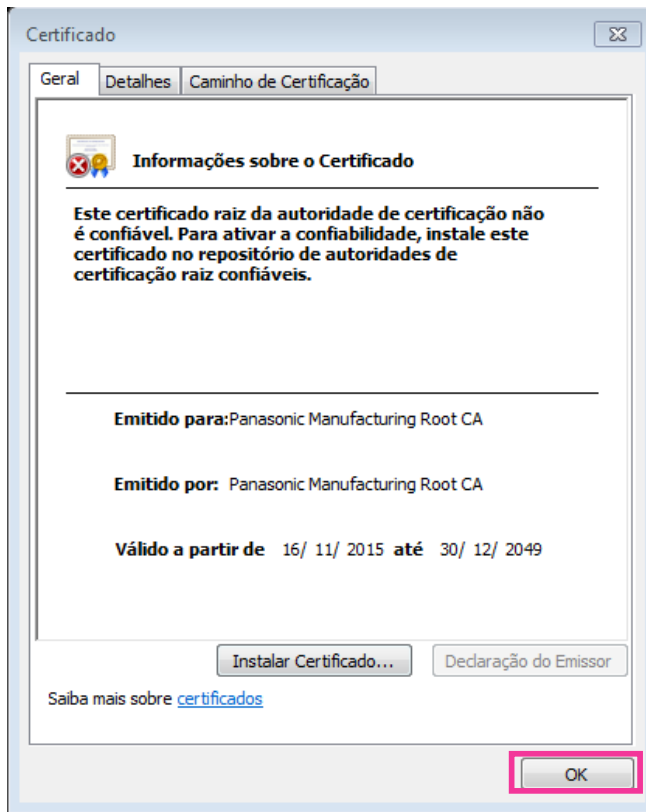 Certificado
Geral
Detalhes
Caminho de Certificação
Informações sobre o Certificado
Este certificado raiz da autoridade de certificação não
é confiável. Para ativar a confiabilidade, instale este
certificado no repositório de autoridades de
certificação raiz confiáveis.
Emitido para:Panasonic Manufacturing Root CA
Emitido por: Panasonic Manufacturing Root CA
Válido a partir de 16/ 11/ 2015 até 30/ 12/ 2049
Instalar Certificado...
Declaração do Emissor
Saiba mais sobre certificados
OK